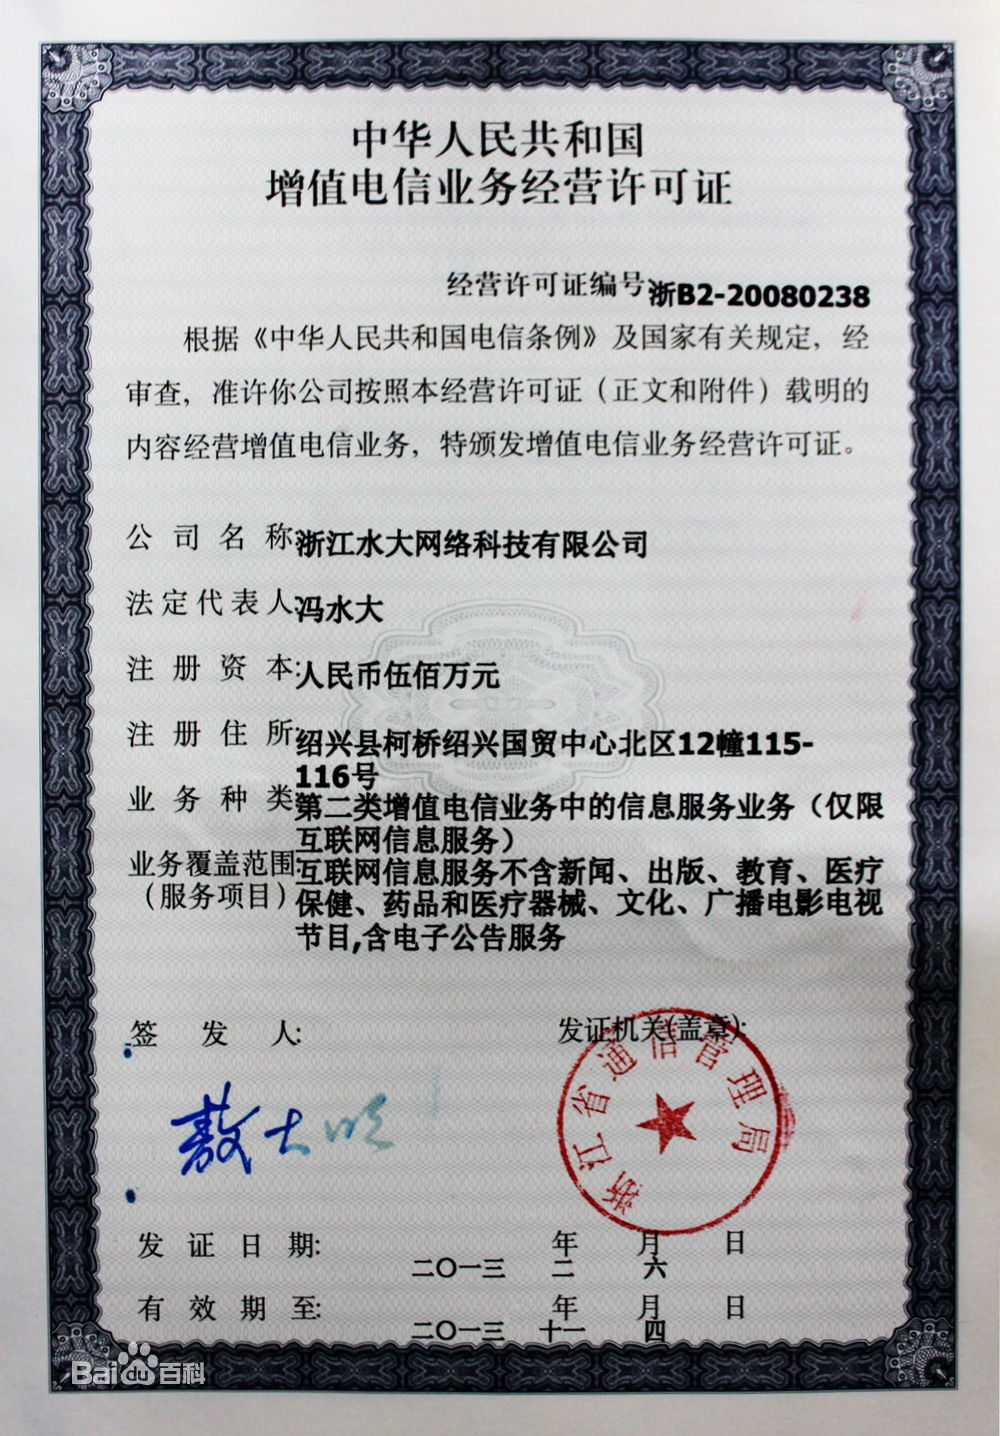 中华人民共和国
增值电信业务经营许可证
经营许可证编号:浙B2-20080238
根据《中华人民共和国电信条例》及国家有关规定，经
审查，准许你公司按照本经营许可证（正文和附件）载明的
内容经营增值电信业务，特颁发增值电信业务经营许可证。
公司名称:浙江水大网络科技有限公司
法定代表人:冯水大
注册资本:人民币伍佰万元
注册住所:绍兴县柯桥绍兴国贸中心北区12幢115-
116号
业务种类:第二类增值电信业务中的信息服务业务（仅限
互联网信息服务）
业务覆盖范围:互联网信息服务不含新闻、出版、教育、医疗
（服务项目）保健、药品和医疗器械、文化、广播电影电视
节目,含电子公告服务
签发人:
发证机关(盖章):
浙江省通信管理局
发证日期: 年 月 日
二〇一三 二 六
有效期至: 年 月 日
二〇一三 十一 四
Baidu百科